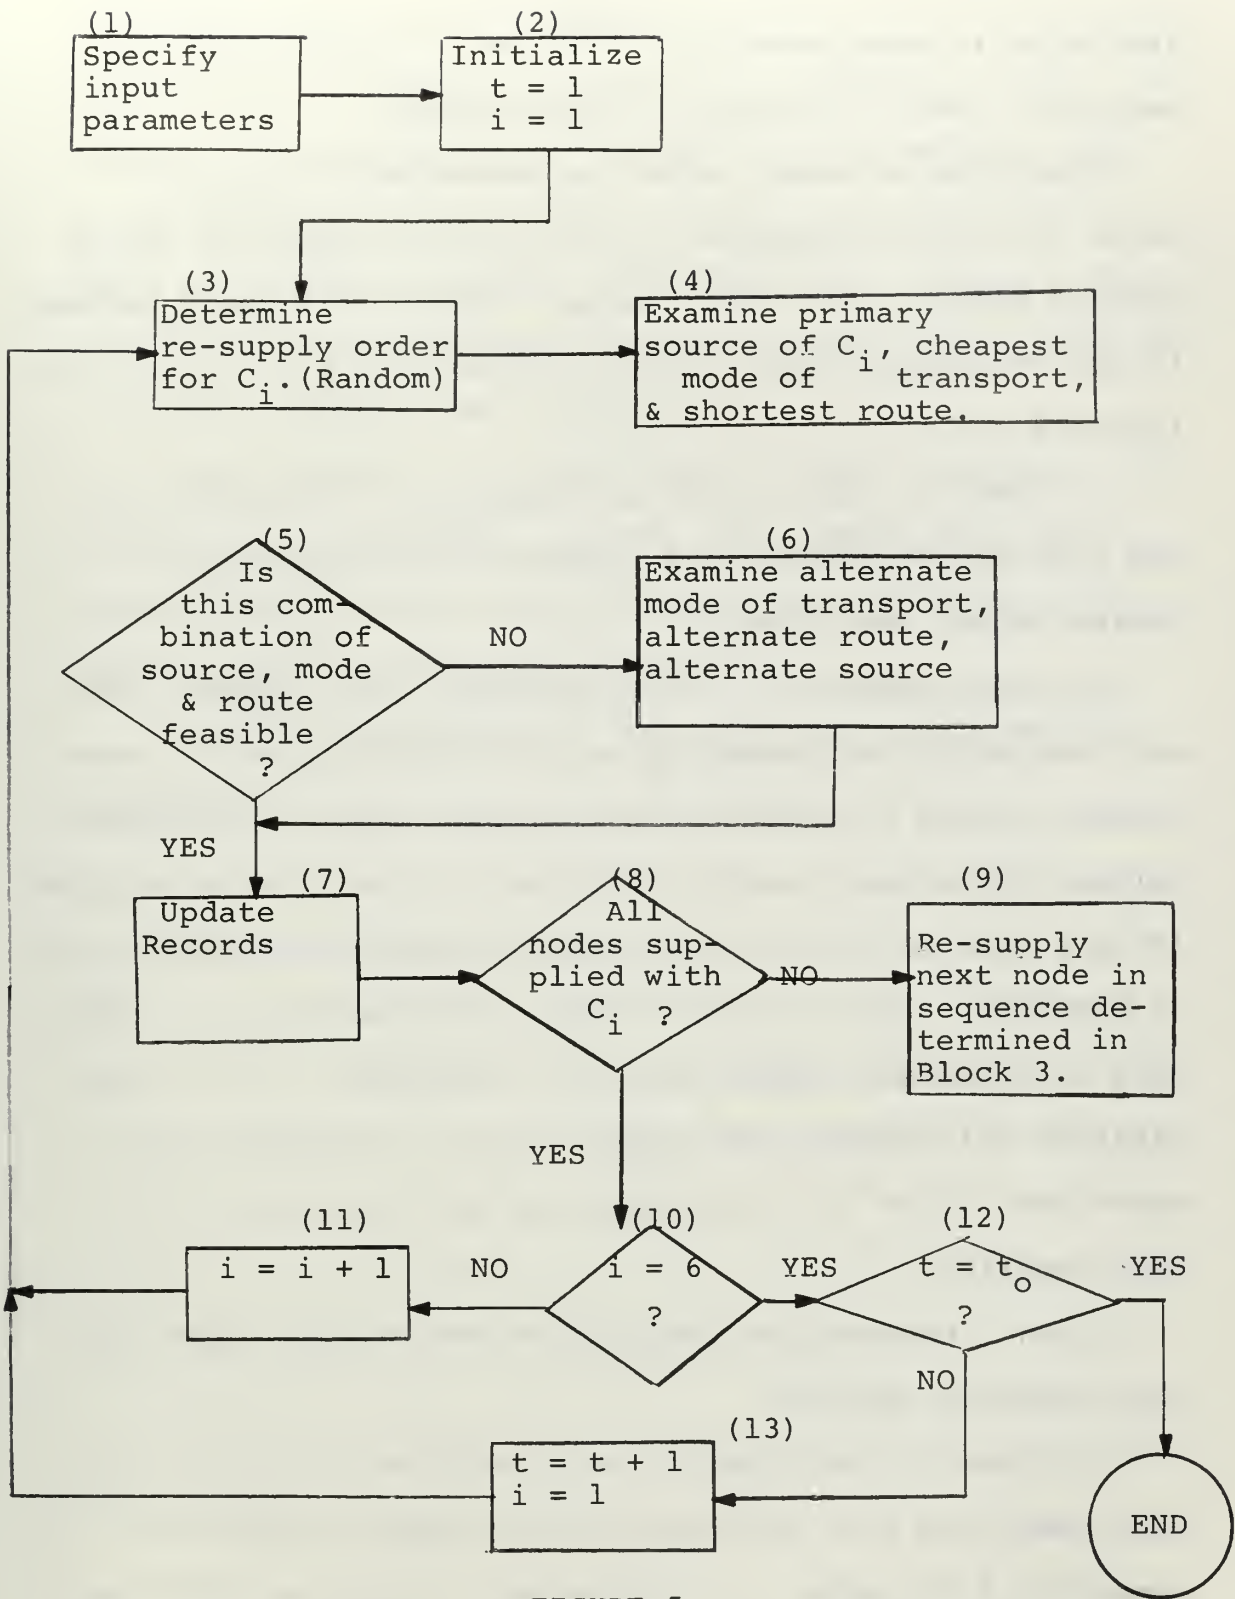 (1)
Specify
input
parameters
(2)
Initialize
t = 1
i = 1
(3)
Determine
re-supply order
for Ci. (Random)
(4)
Examine primary
source of Ci, cheapest
mode of transport,
& shortest route.
(5)
Is
this com-
bination of
source, mode
& route
feasible
?
NO
YES
(6)
Examine alternate
mode of transport,
alternate route,
alternate source
(7)
Update
Records
(8)
All
nodes sup-
plied with
Ci ?
NO
YES
(9)
Re-supply
next node in
sequence de-
termined in
Block 3.
(10)
i = 6
?
NO
YES
(11)
i = i + 1
(12)
t = to
?
YES
NO
(13)
t = t + 1
i = 1
END